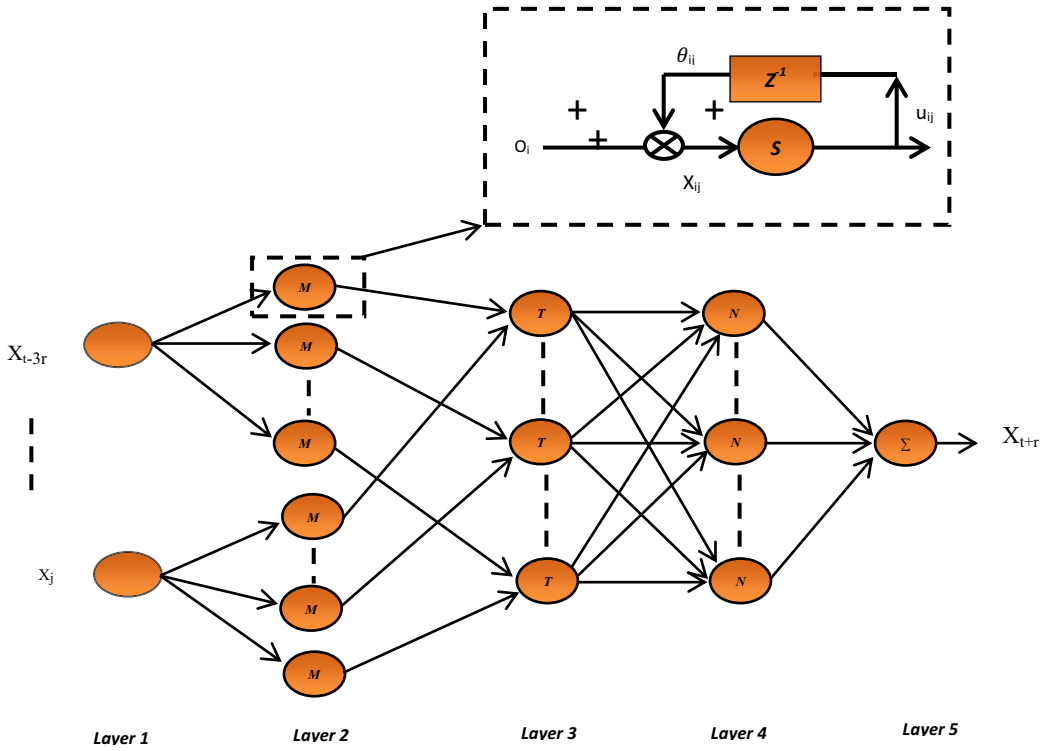 θij
Z-1
+
+
+
Oi
S
uij
Xij
M
Xt-3r
M
T
N
M
T
N
Σ
Xt+r
M
Xj
M
T
N
M
Layer 1
Layer 2
Layer 3
Layer 4
Layer 5